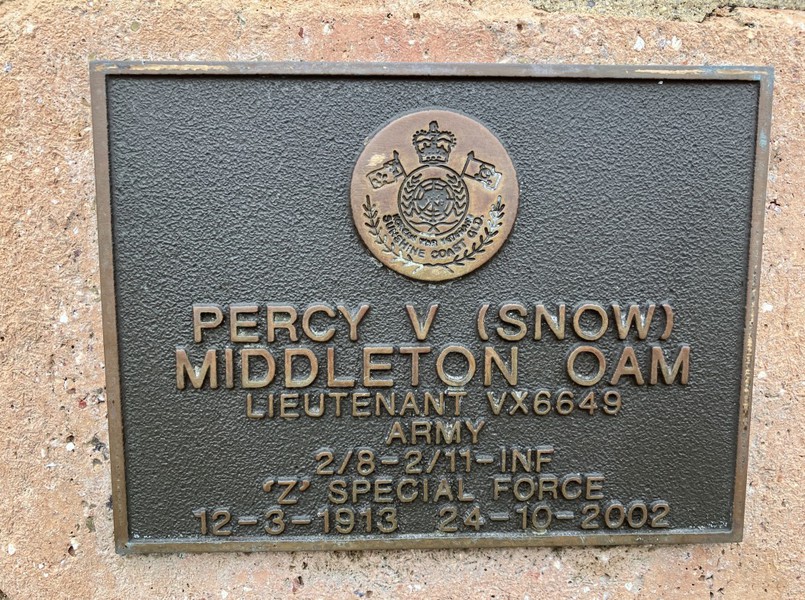 SUNSHINE COAST QLD
PERCY V (SNOW)
MIDDLETON OAM
LIEUTENANT VX6649
ARMY
2/8-2/11-INF
'Z' SPECIAL FORCE
12-3-1913 24-10-2002